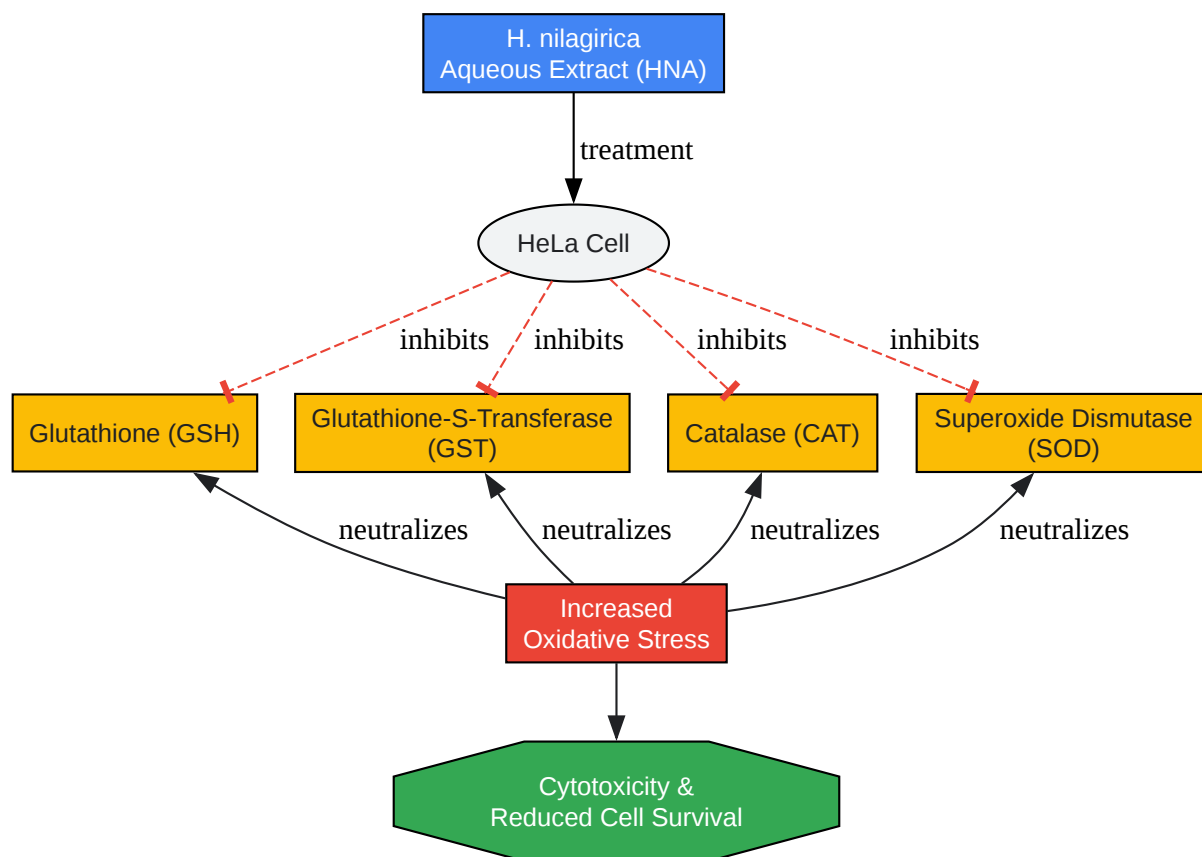 H. nilagirica
Aqueous Extract (HNA)
treatment
HeLa Cell
inhibits
inhibits
inhibits
inhibits
Glutathione (GSH)
Glutathione-S-Transferase
(GST)
Catalase (CAT)
Superoxide Dismutase
(SOD)
neutralizes
neutralizes
neutralizes
neutralizes
Increased
Oxidative Stress
Cytotoxicity &
Reduced Cell Survival